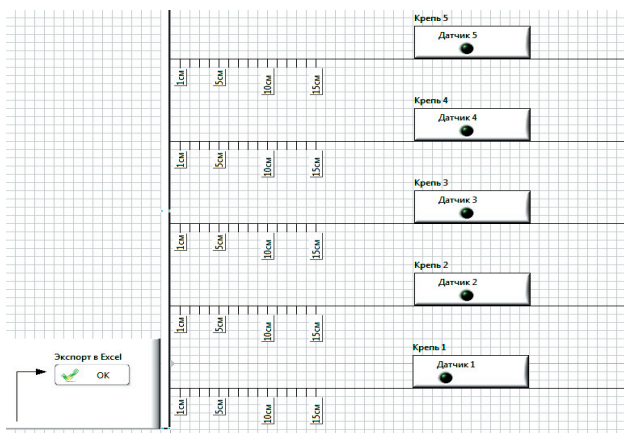 Крепь 5
Датчик 5
1см 5см 10см 15см
Крепь 4
Датчик 4
1см 5см 10см 15см
Крепь 3
Датчик 3
1см 5см 10см 15см
Крепь 2
Датчик 2
1см 5см 10см 15см
Крепь 1
Датчик 1
Экспорт в Excel
OK
1см 5см 10см 15см